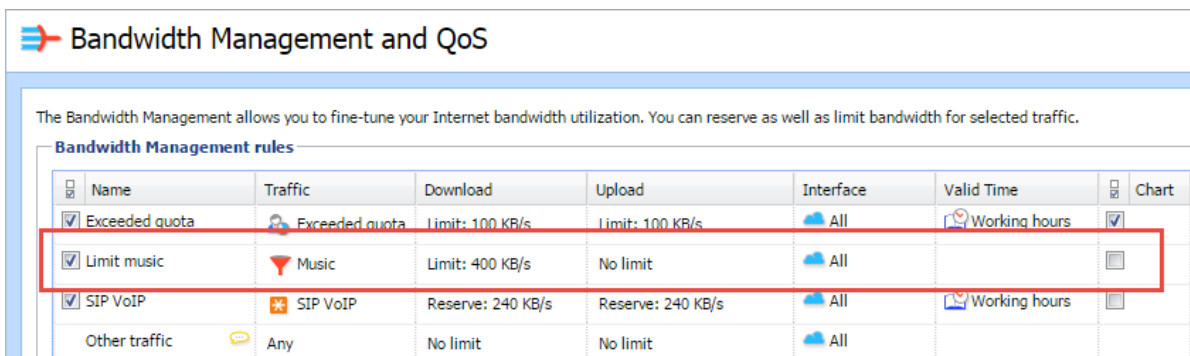 Bandwidth Management and QoS
The Bandwidth Management allows you to fine-tune your Internet bandwidth utilization. You can reserve as well as limit bandwidth for selected traffic.
Bandwidth Management rules
Name Traffic Download Upload Interface Valid Time Chart
Exceeded quota Exceeded quota Limit: 100 KB/s Limit: 100 KB/s All Working hours
Limit music Music Limit: 400 KB/s No limit All
SIP VoIP SIP VoIP Reserve: 240 KB/s Reserve: 240 KB/s All Working hours
Other traffic Any No limit No limit All